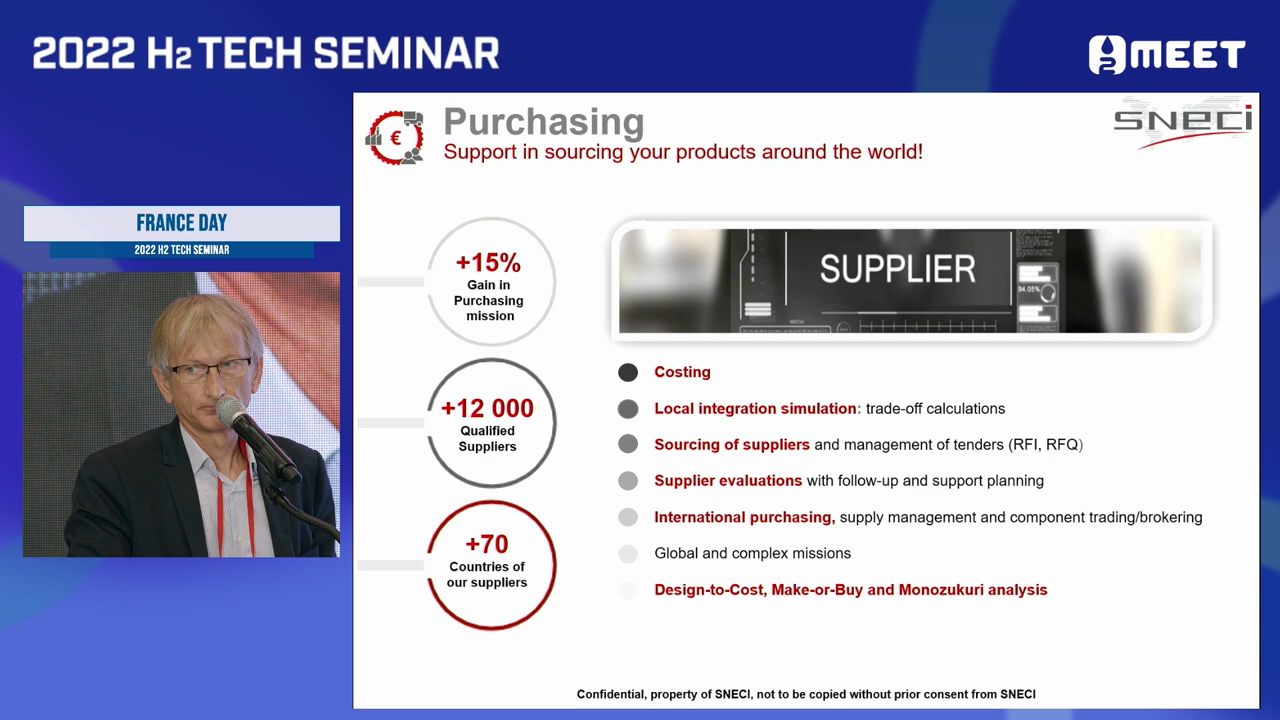 2022 H2 TECH SEMINAR
H2 MEET
FRANCE DAY
2022 H2 TECH SEMINAR
Purchasing
Support in sourcing your products around the world!
SNECI
€
+15%
Gain in
Purchasing
mission
+12 000
Qualified
Suppliers
+70
Countries of
our suppliers
SUPPLIER
94.05%
Costing
Local integration simulation: trade-off calculations
Sourcing of suppliers and management of tenders (RFI, RFQ)
Supplier evaluations with follow-up and support planning
International purchasing, supply management and component trading/brokering
Global and complex missions
Design-to-Cost, Make-or-Buy and Monozukuri analysis
Confidential, property of SNECI, not to be copied without prior consent from SNECI